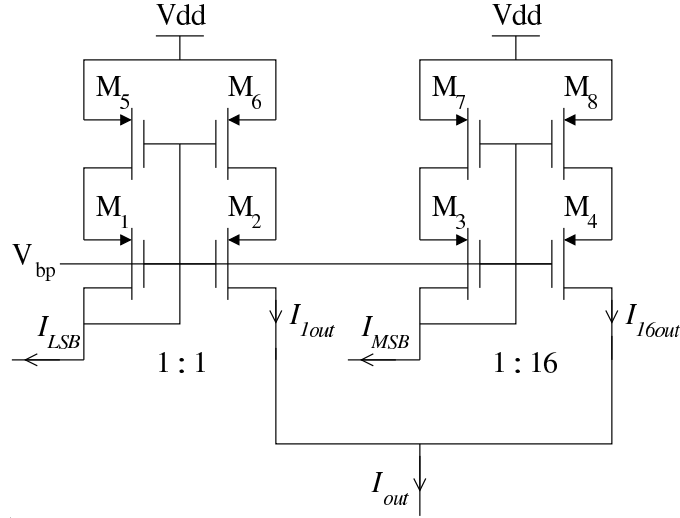 Vdd Vdd
M5 M6 M7 M8
M1 M2 M3 M4
Vbp
ILSB I1out IMSB I16out
1 : 1 1 : 16
Iout